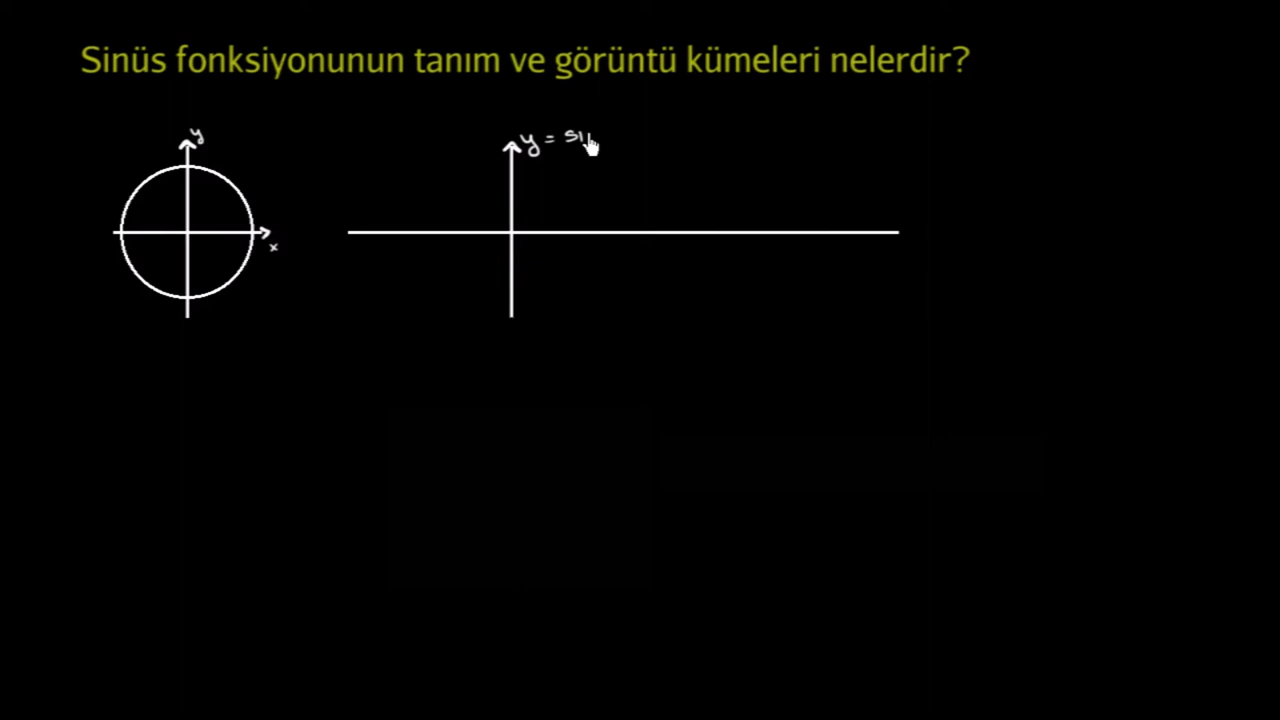 Sinüs fonksiyonunun tanım ve görüntü kümeleri nelerdir?
y
x
y = si